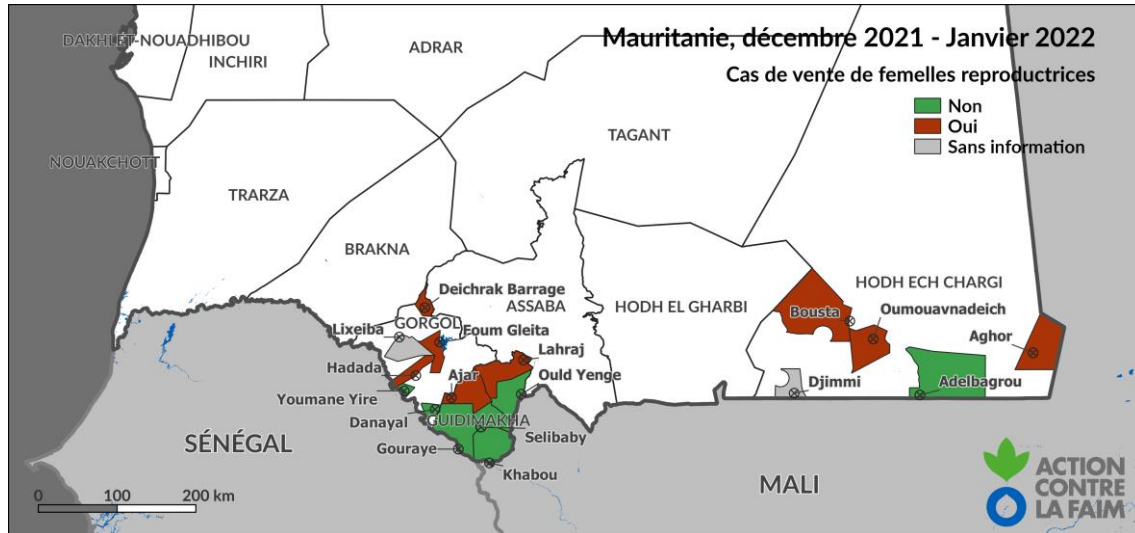 Mauritanie, décembre 2021 - Janvier 2022
Cas de vente de femelles reproductrices
Non
Oui
Sans information
DAKHLET-NOUADHIBOU
INCHIRI
ADRAR
TAGANT
NOUAKCHOTT
TRARZA
BRAKNA
Deichrak Barrage
ASSABA
HODH EL GHARBI
HODH ECH CHARGI
Bousta
Oumouavnadeich
Lixeiba
GORGOL
Foum Gleita
Aghor
Lahraj
Hadada
Ajar
Ould Yenge
Djimmi
Adelbagrou
Youmane Yire
Danayal
GUIDIMAKHA
Selibaby
SÉNÉGAL
Gouraye
Khabou
MALI
0 100 200 km
ACTION
CONTRE
LA FAIM